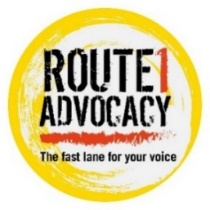 ROUTE1
ADVOCACY
The fast lane for your voice